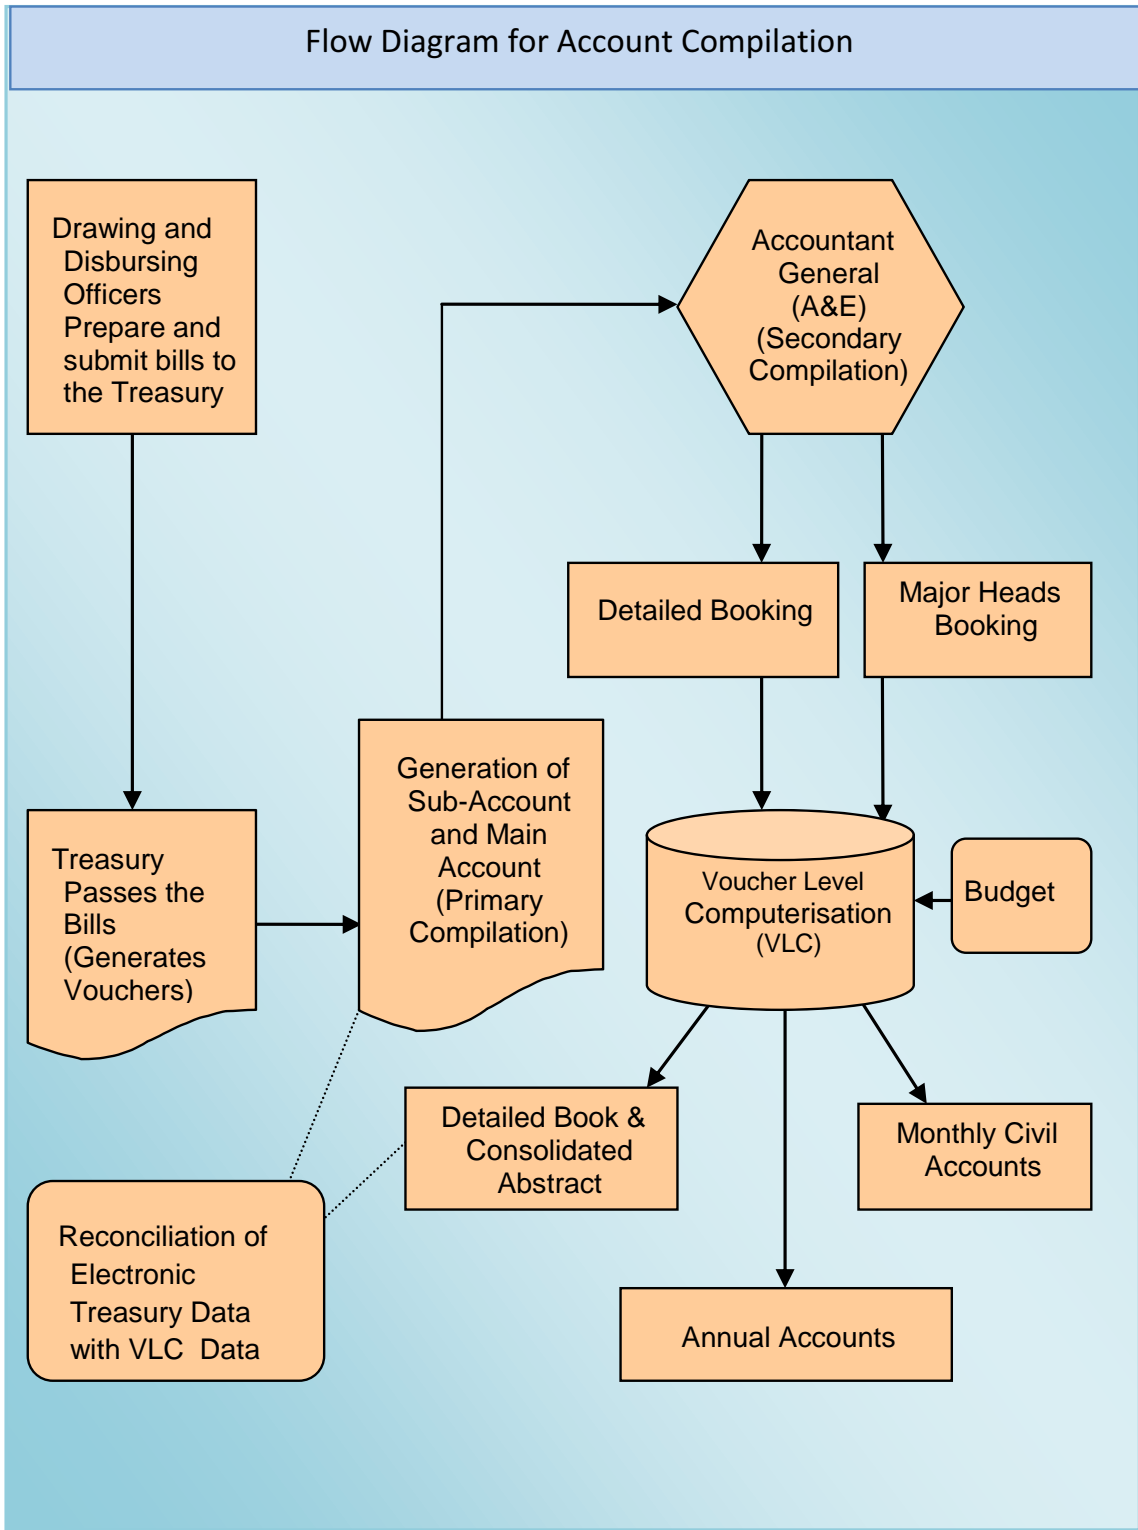 Flow Diagram for Account Compilation
Drawing and
Disbursing
Officers
Prepare and
submit bills to
the Treasury
Accountant
General
(A&E)
(Secondary
Compilation)
Detailed Booking
Major Heads
Booking
Generation of
Sub-Account
and Main
Account
(Primary
Compilation)
Treasury
Passes the
Bills
(Generates
Vouchers)
Voucher Level
Computerisation
(VLC)
Budget
Detailed Book &
Consolidated
Abstract
Monthly Civil
Accounts
Reconciliation of
Electronic
Treasury Data
with VLC Data
Annual Accounts